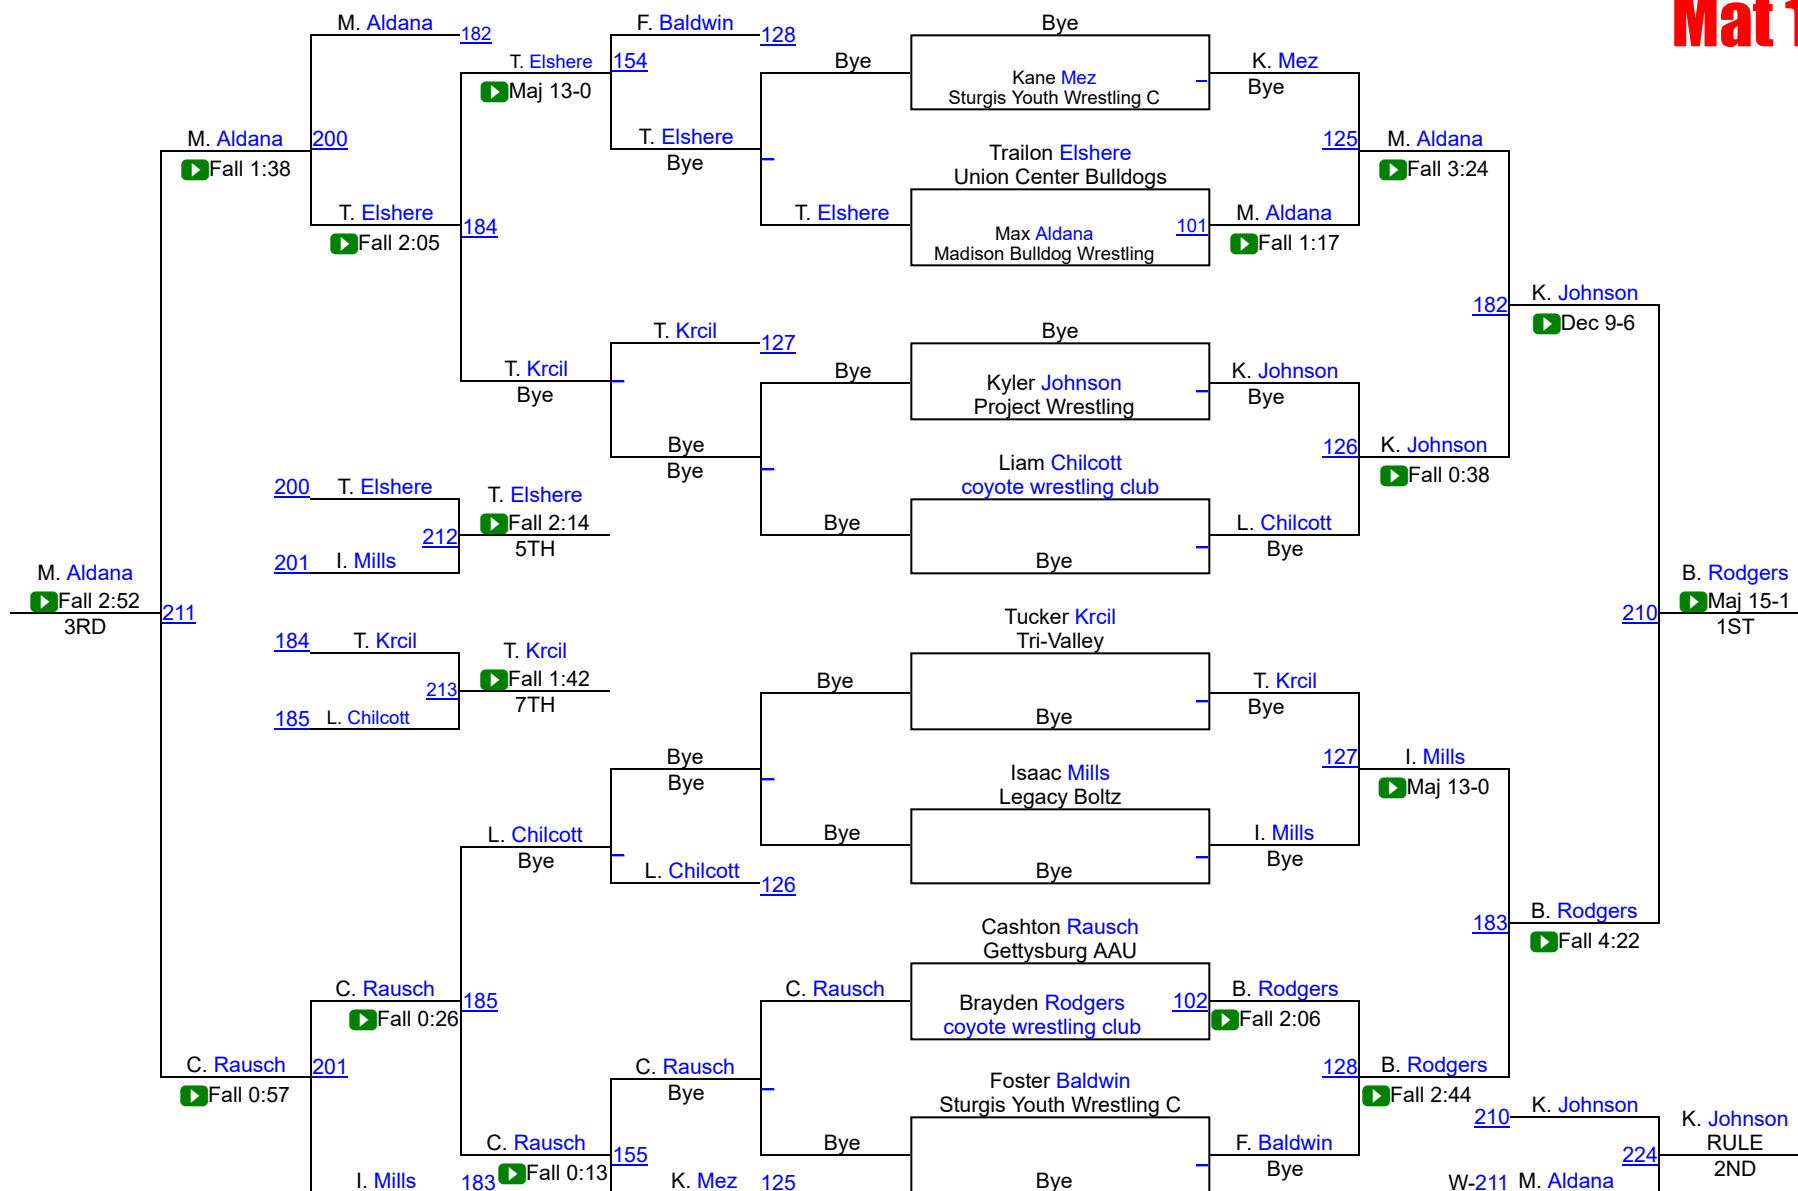 Mat 1
M. Aldana
182
F. Baldwin
128
Bye
T. Elshere
154
Maj 13-0
Bye
Kane Mez
Sturgis Youth Wrestling C
K. Mez
Bye
M. Aldana
200
Fall 1:38
T. Elshere
Bye
Trailon Elshere
Union Center Bulldogs
125
M. Aldana
Fall 3:24
T. Elshere
184
Fall 2:05
T. Elshere
Max Aldana
101
Madison Bulldog Wrestling
M. Aldana
Fall 1:17
182
K. Johnson
Dec 9-6
T. Krcil
127
Bye
T. Krcil
Bye
Bye
Kyler Johnson
Project Wrestling
K. Johnson
Bye
Bye
Bye
Liam Chilcott
coyote wrestling club
126
K. Johnson
Fall 0:38
200
T. Elshere
T. Elshere
Fall 2:14
212
5TH
201
I. Mills
Bye
Bye
L. Chilcott
Bye
M. Aldana
Fall 2:52
211
3RD
Tucker Krcil
Tri-Valley
210
B. Rodgers
Maj 15-1
1ST
184
T. Krcil
T. Krcil
Fall 1:42
213
7TH
185
L. Chilcott
Bye
Bye
T. Krcil
Bye
Bye
Bye
Isaac Mills
Legacy Boltz
127
I. Mills
Maj 13-0
L. Chilcott
Bye
Bye
Bye
I. Mills
Bye
L. Chilcott
126
Cashton Rausch
Gettysburg AAU
183
B. Rodgers
Fall 4:22
C. Rausch
185
Fall 0:26
C. Rausch
Brayden Rodgers
102
coyote wrestling club
B. Rodgers
Fall 2:06
C. Rausch
201
Fall 0:57
C. Rausch
Bye
Foster Baldwin
Sturgis Youth Wrestling C
128
B. Rodgers
Fall 2:44
210
K. Johnson
K. Johnson
RULE
224
2ND
C. Rausch
155
Fall 0:13
Bye
F. Baldwin
Bye
I. Mills
183
K. Mez
125
Bye
W-211
M. Aldana